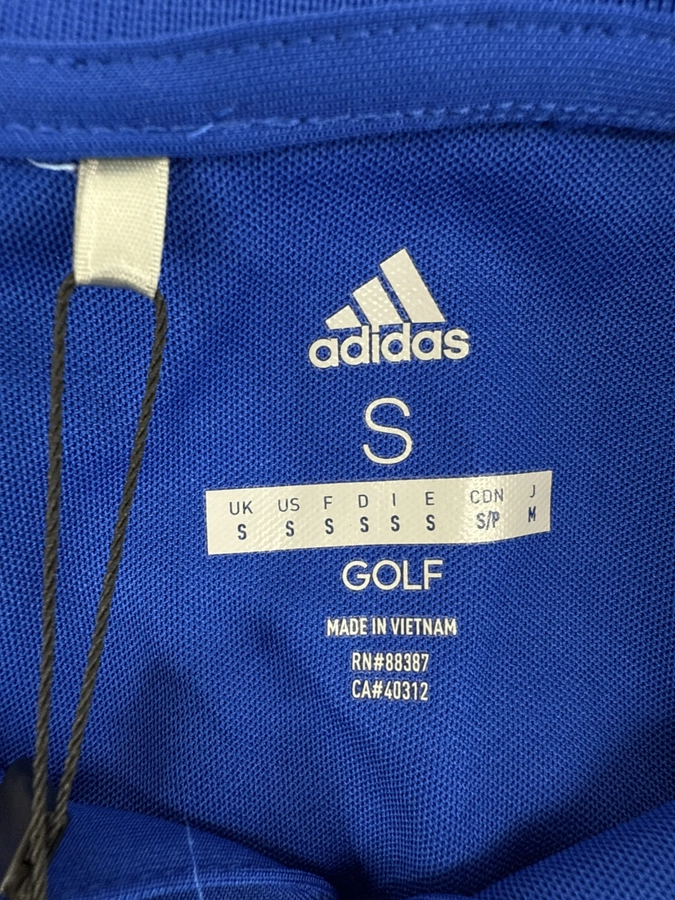 adidas
S
UK US F D I E CDN J
S S S S S S S/P M
GOLF
MADE IN VIETNAM
RN#88387
CA#40312